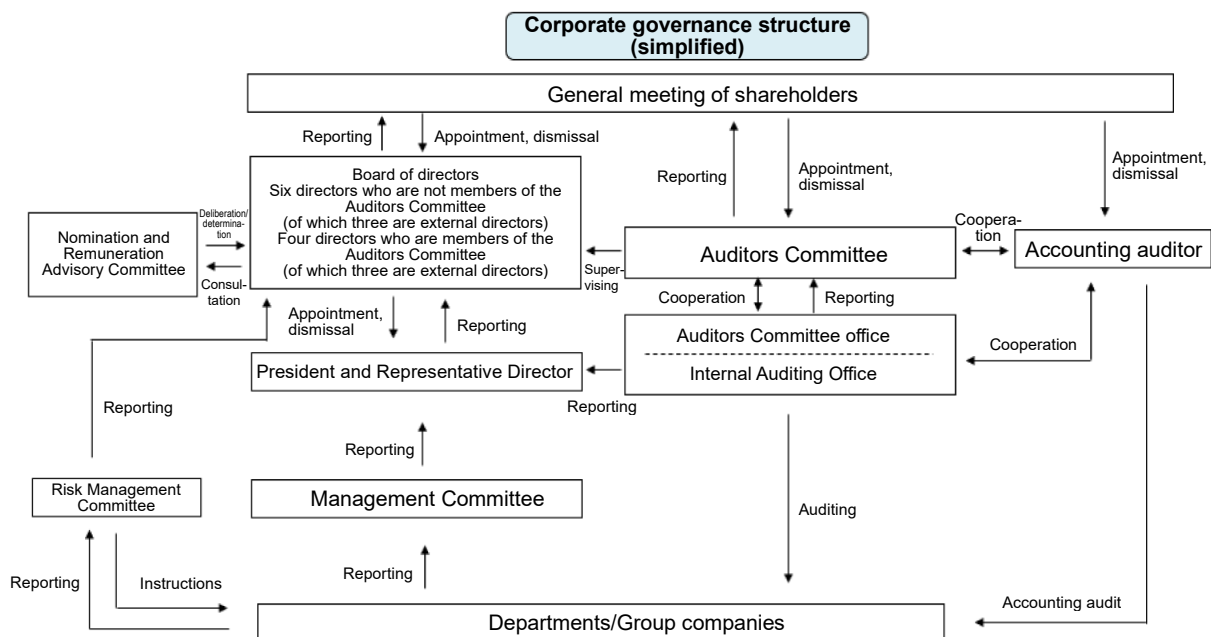 Corporate governance structure
(simplified)
General meeting of shareholders
Reporting
Appointment, dismissal
Reporting
Appointment,
dismissal
Appointment,
dismissal
Board of directors
Six directors who are not members of the
Auditors Committee
(of which three are external directors)
Four directors who are members of the
Auditors Committee
(of which three are external directors)
Nomination and
Remuneration
Advisory Committee
Deliberation/
determina-
tion
Consul-
tation
Super-
vising
Auditors Committee
Coopera-
tion
Accounting auditor
Appointment,
dismissal
Reporting
Cooperation
Reporting
Auditors Committee office
Internal Auditing Office
Cooperation
President and Representative Director
Reporting
Reporting
Reporting
Risk Management
Committee
Management Committee
Auditing
Reporting
Instructions
Reporting
Accounting audit
Departments/Group companies